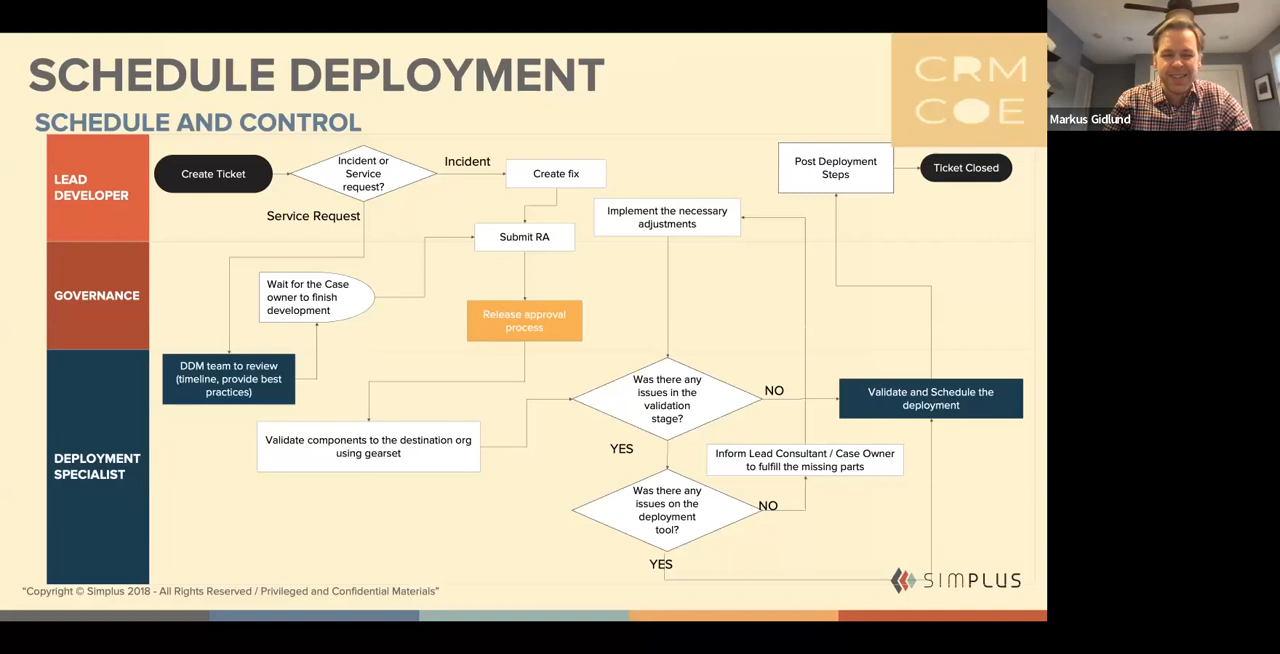 SCHEDULE DEPLOYMENT
SCHEDULE AND CONTROL
CRM
COE
Markus Gidlund
LEAD
DEVELOPER
Create Ticket
Incident or
Service
request?
Incident
Create fix
Service Request
Submit RA
Implement the necessary
adjustments
Post Deployment
Steps
Ticket Closed
GOVERNANCE
Wait for the Case
owner to finish
development
Release approval
process
DEPLOYMENT
SPECIALIST
DDM team to review
(timeline, provide best
practices)
Validate components to the destination org
using gearset
Was there any
issues in the
validation
stage?
NO
YES
Validate and Schedule the
deployment
Inform Lead Consultant / Case Owner
to fulfill the missing parts
Was there any
issues on the
deployment
tool?
NO
YES
SIMPLUS
"Copyright © Simplus 2018 - All Rights Reserved / Privileged and Confidential Materials"